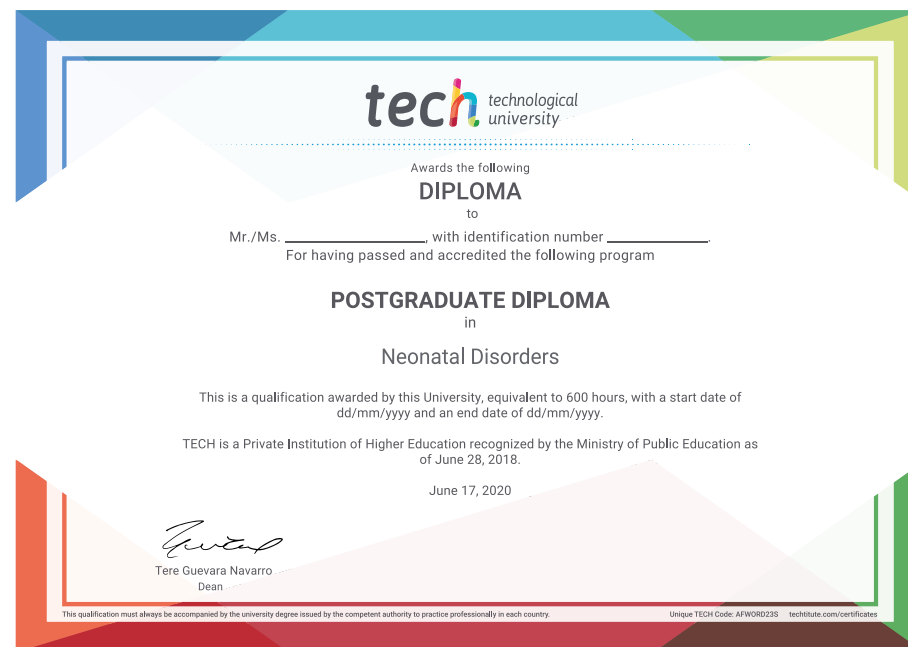 tech technological
university
Awards the following
DIPLOMA
to
Mr./Ms. ____________, with identification number ____________.
For having passed and accredited the following program
POSTGRADUATE DIPLOMA
in
Neonatal Disorders
This is a qualification awarded by this University, equivalent to 600 hours, with a start date of
dd/mm/yyyy and an end date of dd/mm/yyyy.
TECH is a Private Institution of Higher Education recognized by the Ministry of Public Education as
of June 28, 2018.
June 17, 2020
Tere Guevara Navarro
Dean
This qualification must always be accompanied by the university degree issued by the competent authority to practice professionally in each country.
Unique TECH Code: AFWORD23S techtitute.com/certificates